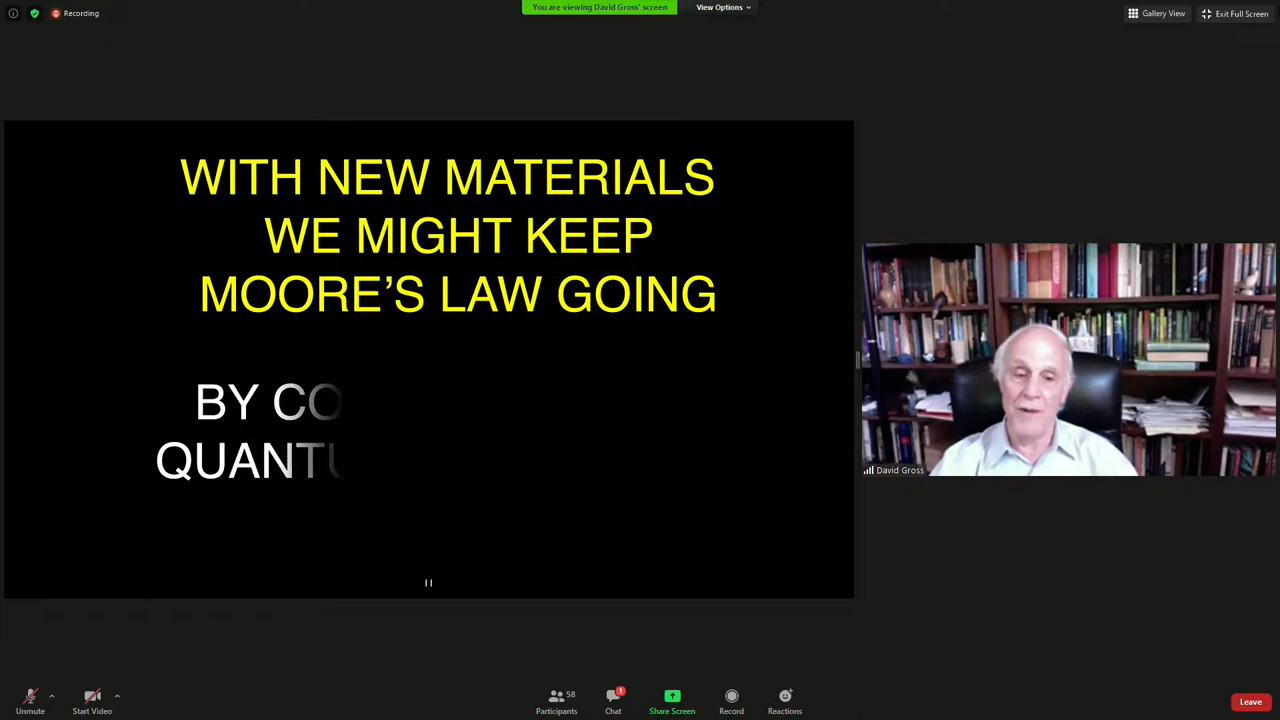 Recording
You are viewing David Gross' screen
View Options
Gallery View
Exit Full Screen
WITH NEW MATERIALS
WE MIGHT KEEP
MOORE'S LAW GOING
BY CO
QUANTU
David Gross
Unmute
Start Video
58
Participants
1
Chat
Share Screen
Record
Reactions
Leave